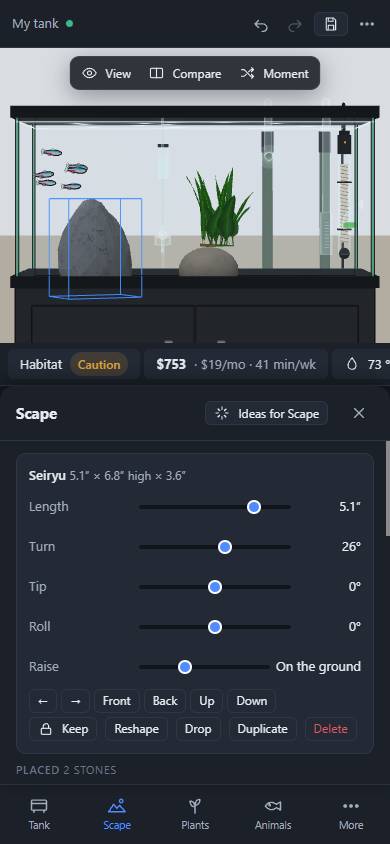 My tank
View Compare Moment
Habitat Caution $753 · $19/mo · 41 min/wk 73 °
Scape Ideas for Scape
Seiryu 5.1″ × 6.8″ high × 3.6″
Length 5.1″
Turn 26°
Tip 0°
Roll 0°
Raise On the ground
← → Front Back Up Down
Keep Reshape Drop Duplicate Delete
PLACED 2 STONES
Tank Scape Plants Animals More